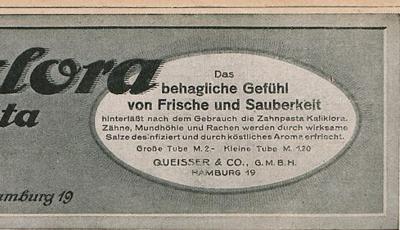 klora
Das
behagliche Gefühl
von Frische und Sauberkeit
hinterläßt nach dem Gebrauch die Zahnpasta Kaliklora.
Zähne, Mundhöhle und Rachen werden durch wirksame
Salze desinfiziert und durch köstliches Aroma erfrischt.
ta
Große Tube M. 2.- Kleine Tube M. 1.20
QUEISSER & CO., G.M.B.H.
HAMBURG 19
amburg 19